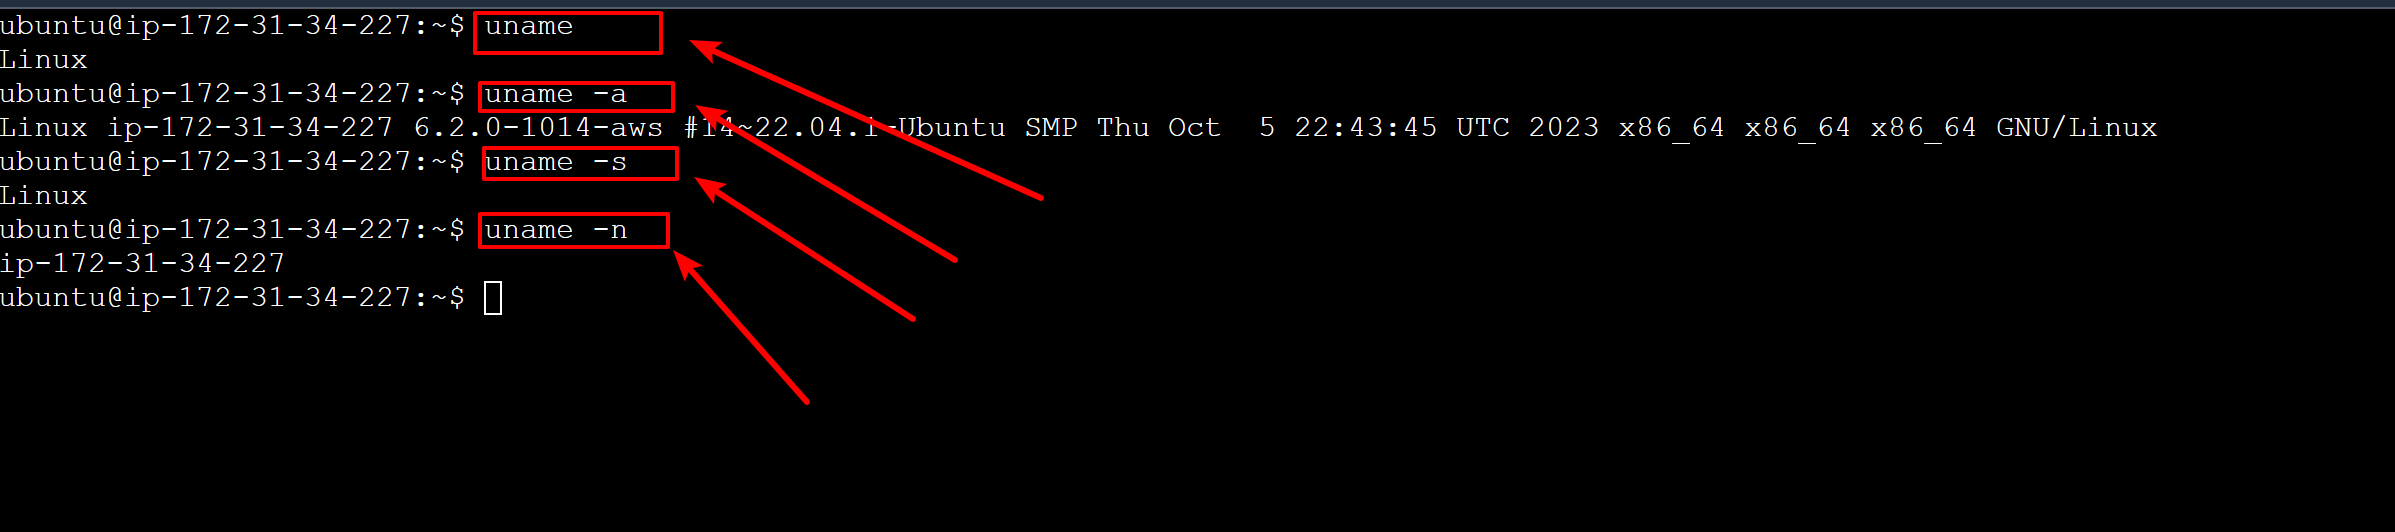 ubuntu@ip-172-31-34-227:~$ uname
Linux
ubuntu@ip-172-31-34-227:~$ uname -a
Linux ip-172-31-34-227 6.2.0-1014-aws #14~22.04.1-Ubuntu SMP Thu Oct  5 22:43:45 UTC 2023 x86_64 x86_64 x86_64 GNU/Linux
ubuntu@ip-172-31-34-227:~$ uname -s
Linux
ubuntu@ip-172-31-34-227:~$ uname -n
ip-172-31-34-227
ubuntu@ip-172-31-34-227:~$